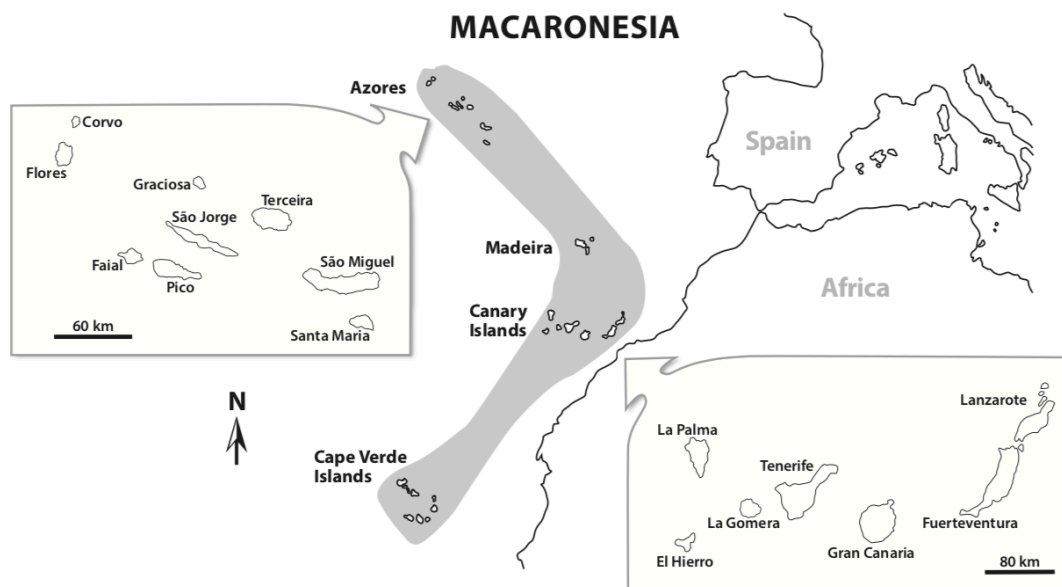 MACARONESIA
Azores
Corvo
Flores
Graciosa
Terceira
São Jorge
Faial
Pico
São Miguel
Santa Maria
60 km
N
Spain
Africa
Madeira
Canary
Islands
Cape Verde
Islands
Lanzarote
La Palma
Tenerife
La Gomera
Fuerteventura
El Hierro
Gran Canaria
80 km